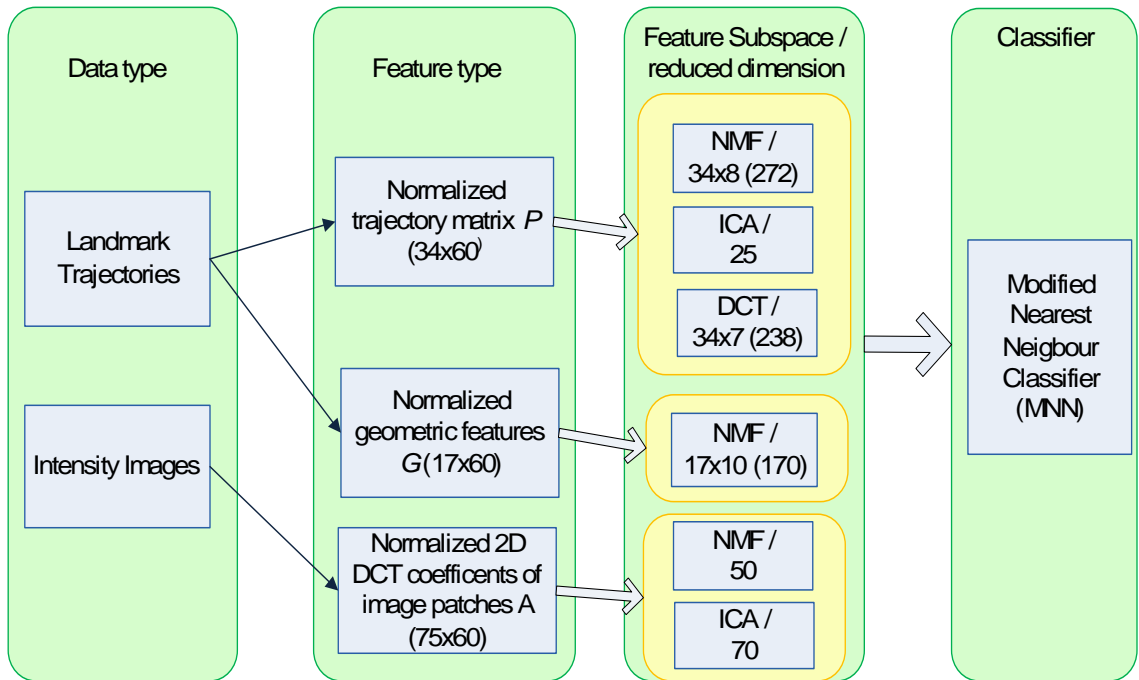 Data type
Landmark
Trajectories
Intensity Images
Feature type
Normalized
trajectory matrix P
(34x60)
Normalized
geometric features
G(17x60)
Normalized 2D
DCT coefficents of
image patches A
(75x60)
Feature Subspace /
reduced dimension
NMF /
34x8 (272)
ICA /
25
DCT /
34x7 (238)
NMF /
17x10 (170)
NMF /
50
ICA /
70
Classifier
Modified
Nearest
Neigbour
Classifier
(MNN)